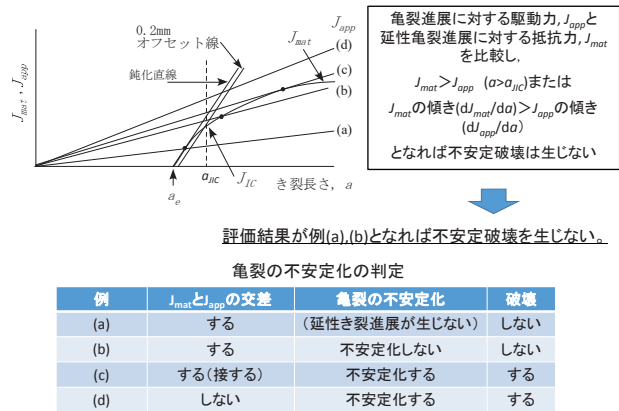 0.2mm
オフセット線
鈍化直線
J_mat
J_app
(d)
(c)
(b)
(a)
J_mat , J_app
a_e
a_JIC
J_IC
き裂長さ, a
亀裂進展に対する駆動力, J_appと
延性亀裂進展に対する抵抗力, J_mat
を比較し,
J_mat＞J_app (a>a_JIC)または
J_matの傾き(dJ_mat/da)＞J_appの傾き
(dJ_app/da)
となれば不安定破壊は生じない
評価結果が例(a),(b)となれば不安定破壊を生じない。
亀裂の不安定化の判定
例 J_matとJ_appの交差 亀裂の不安定化 破壊
(a) する (延性き裂進展が生じない) しない
(b) する 不安定化しない しない
(c) する(接する) 不安定化する する
(d) しない 不安定化する する